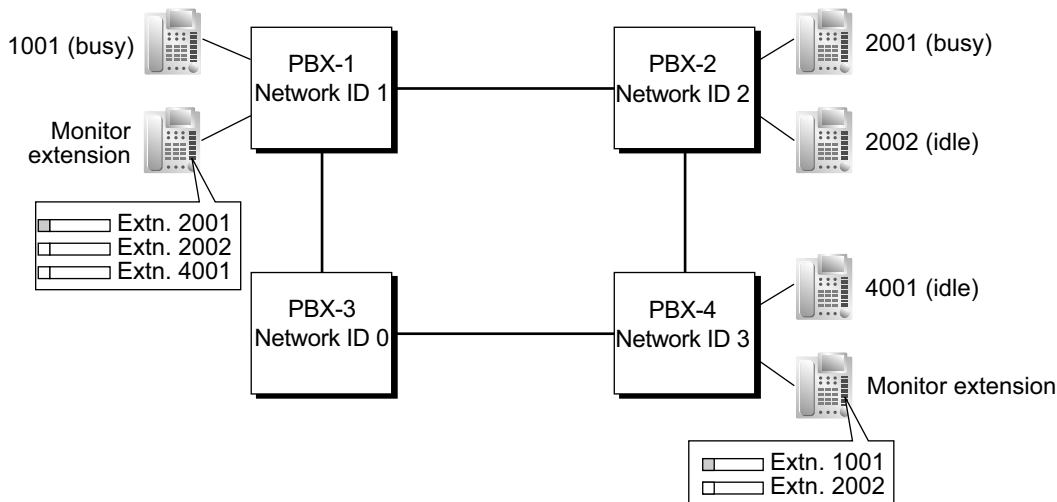 1001 (busy)
Monitor
extension
PBX-1
Network ID 1
PBX-2
Network ID 2
2001 (busy)
2002 (idle)
Extn. 2001
Extn. 2002
Extn. 4001
PBX-3
Network ID 0
PBX-4
Network ID 3
4001 (idle)
Monitor extension
Extn. 1001
Extn. 2002